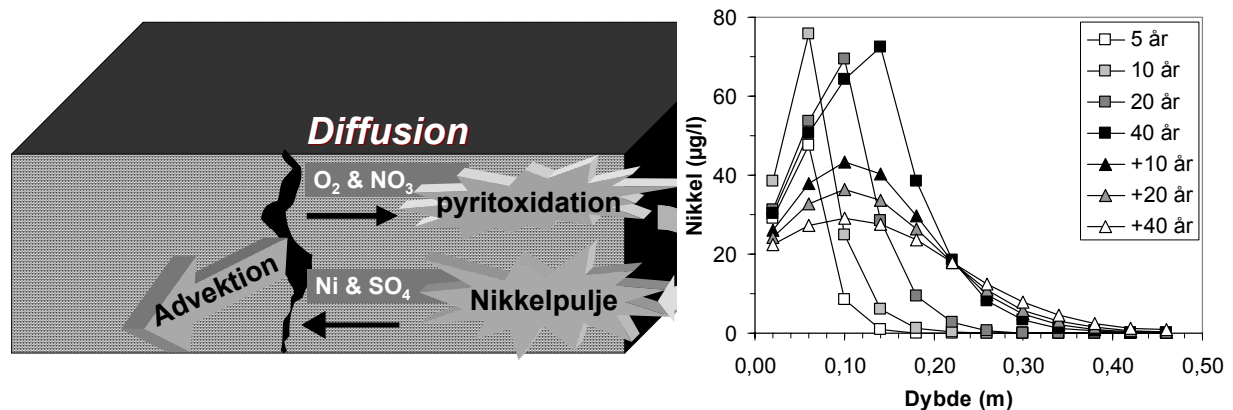 Diffusion
O2 & NO3
pyritoxidation
Advektion
Ni & SO4
Nikkelpulje
Nikkel (µg/l)
80
60
40
20
0
0,00
0,10
0,20
0,30
0,40
0,50
Dybde (m)
5 år
10 år
20 år
40 år
+10 år
+20 år
+40 år